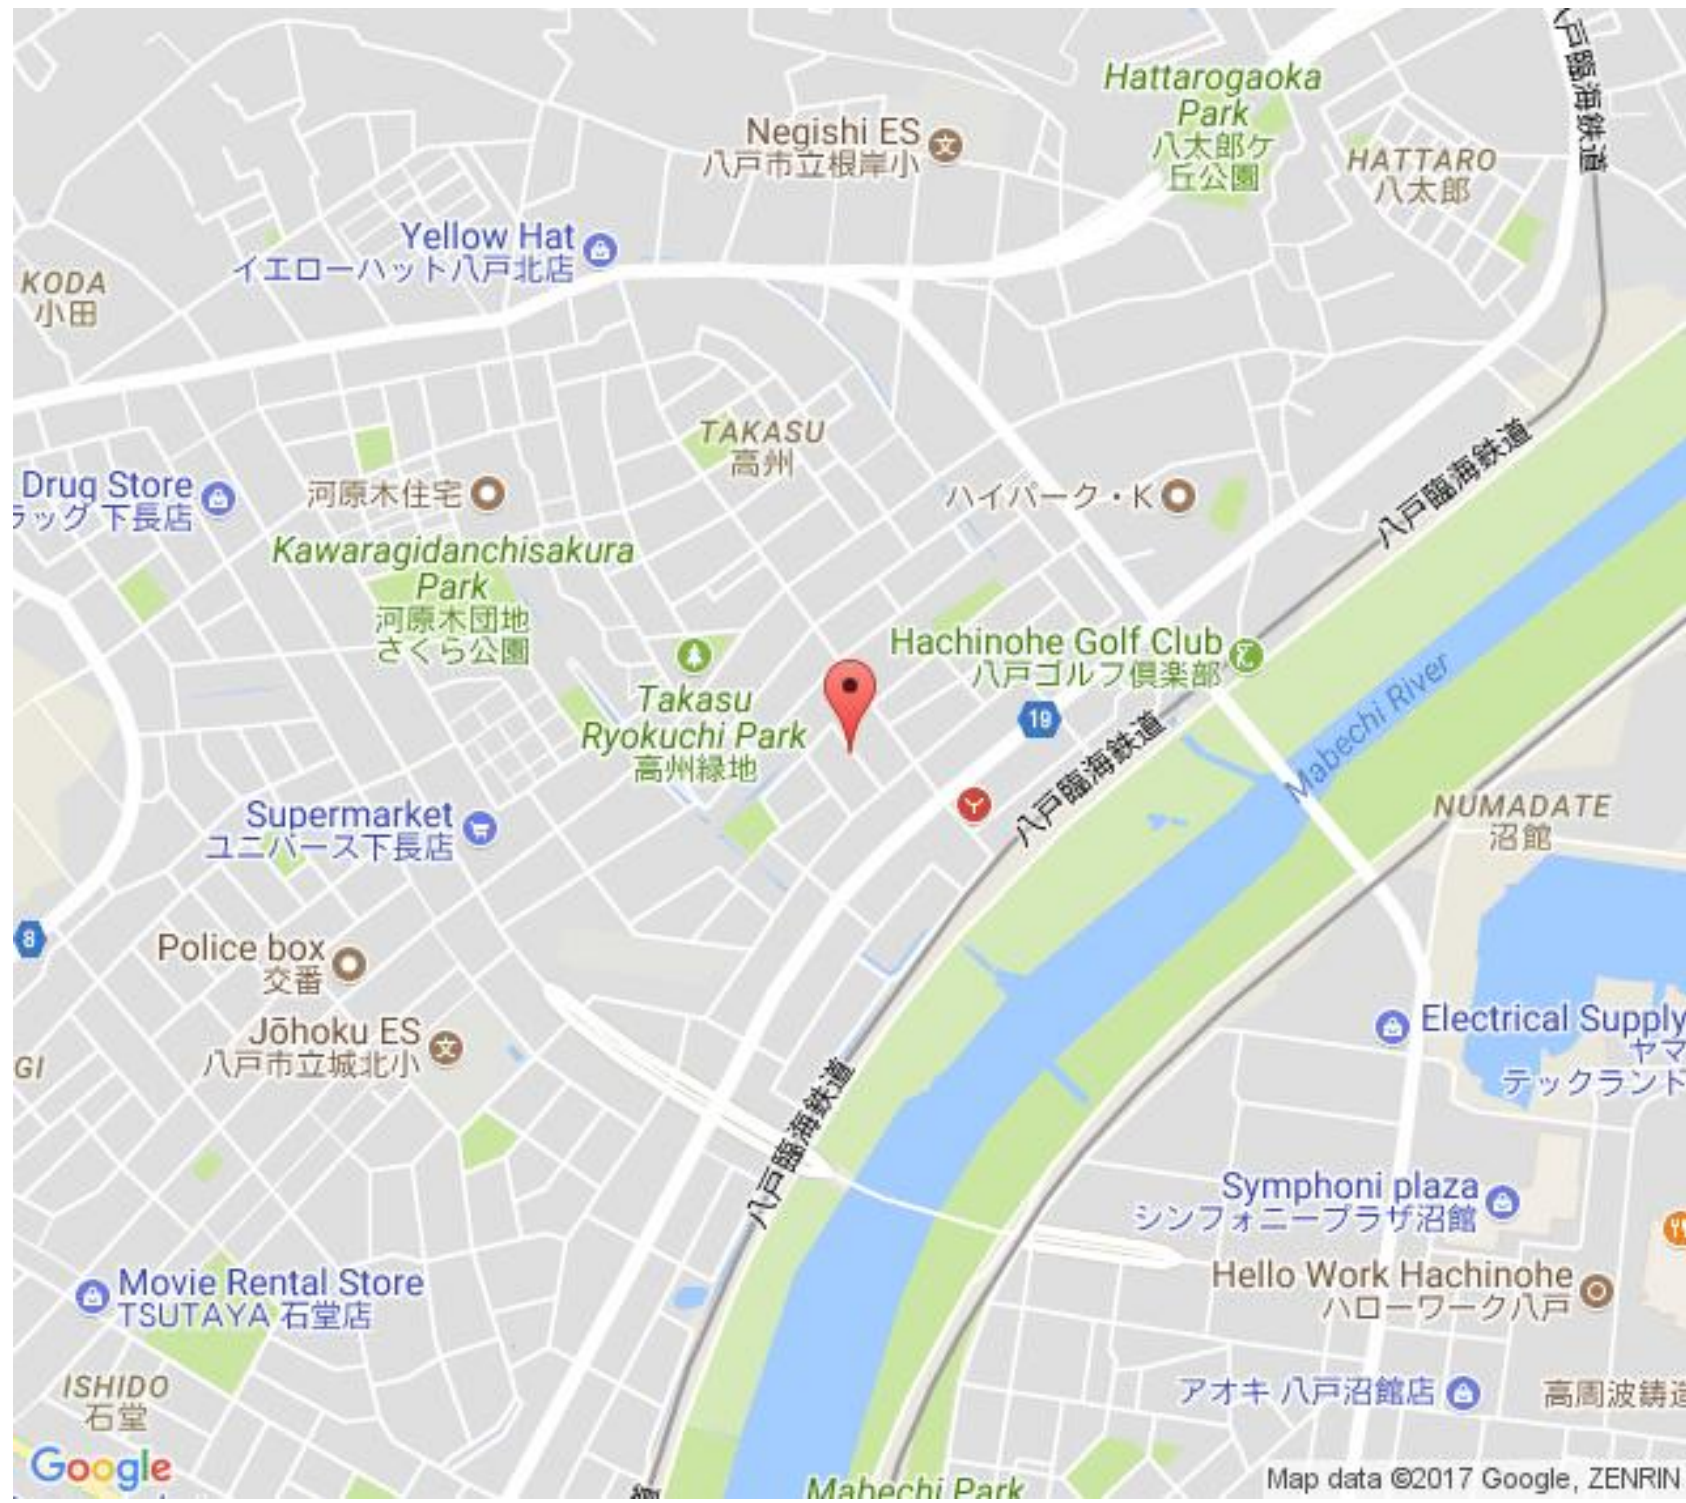 八戸臨海鉄道
Hattarogaoka
Park
八太郎ケ
丘公園
Negishi ES
八戸市立根岸小
HATTARO
八太郎
Yellow Hat
イエローハット八戸北店
KODA
小田
TAKASU
高州
八戸臨海鉄道
Drug Store
ラッグ 下長店
河原木住宅
ハイパーク・K
Kawaragidanchisakura
Park
河原木団地
さくら公園
Hachinohe Golf Club
八戸ゴルフ倶楽部
Takasu
Ryokuchi Park
高州緑地
19
Mabechi River
八戸臨海鉄道
NUMADATE
沼館
Supermarket
ユニバース下長店
8
Police box
交番
Jōhoku ES
八戸市立城北小
GI
Electrical Supply
ヤマ
テックランド
八戸臨海鉄道
Symphoni plaza
シンフォニープラザ沼館
Hello Work Hachinohe
ハローワーク八戸
Movie Rental Store
TSUTAYA 石堂店
ISHIDO
石堂
アオキ 八戸沼館店
高周波鋳造
Google
Mabechi Park
Map data ©2017 Google, ZENRIN